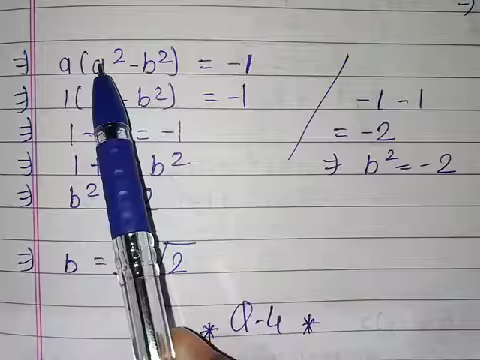 ⇒ a(a² - b²) = -1
⇒ 1( - b²) = -1
⇒ 1 - = -1
⇒ 1 b²
⇒ b²
⇒ b = √2
-1 -1
= -2
⇒ b² = -2
* Q-4 *